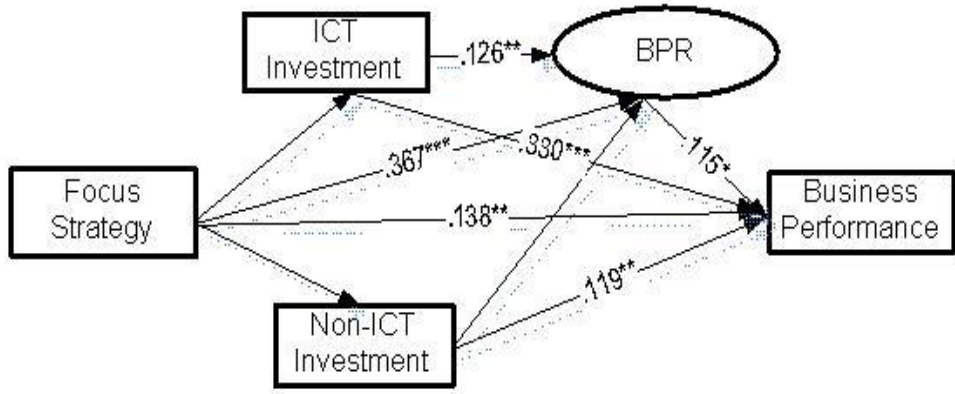 ICT
Investment
.126**
BPR
.367***
.330***
.115*
Focus
Strategy
.138**
Business
Performance
.119**
Non-ICT
Investment